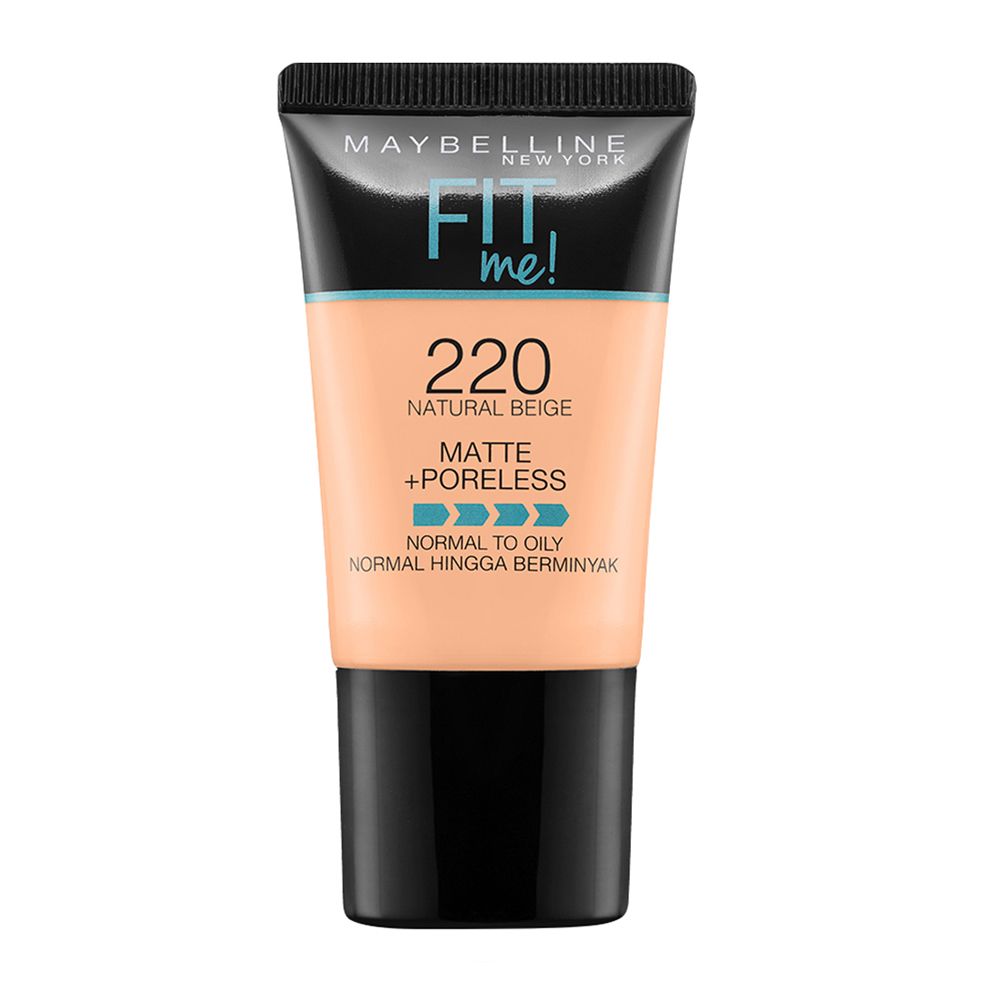 MAYBELLINE
NEW YORK
FIT
me!
220
NATURAL BEIGE
MATTE
+PORELESS
NORMAL TO OILY
NORMAL HINGGA BERMINYAK